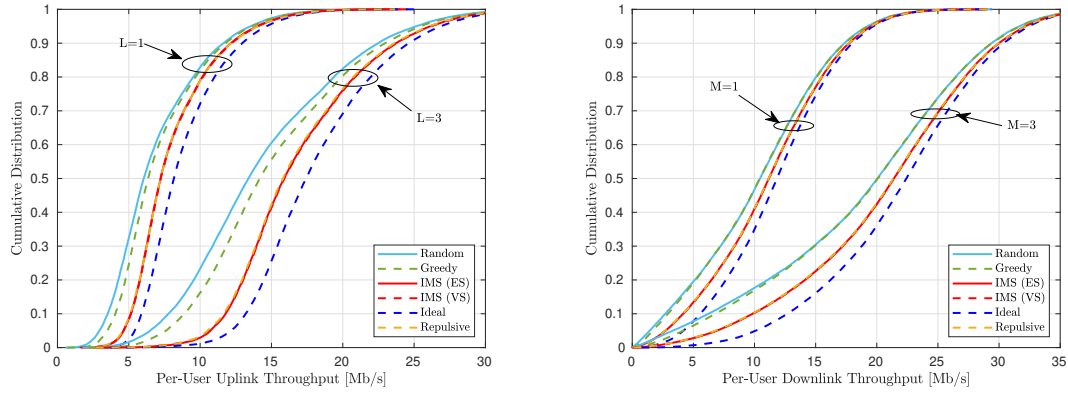 1
0.9
0.8
0.7
0.6
0.5
0.4
0.3
0.2
0.1
0
Cumulative Distribution
L=1
L=3
Random
Greedy
IMS (ES)
IMS (VS)
Ideal
Repulsive
0 5 10 15 20 25 30
Per-User Uplink Throughput [Mb/s]
1
0.9
0.8
0.7
0.6
0.5
0.4
0.3
0.2
0.1
0
Cumulative Distribution
M=1
M=3
Random
Greedy
IMS (ES)
IMS (VS)
Ideal
Repulsive
0 5 10 15 20 25 30 35
Per-User Downlink Throughput [Mb/s]